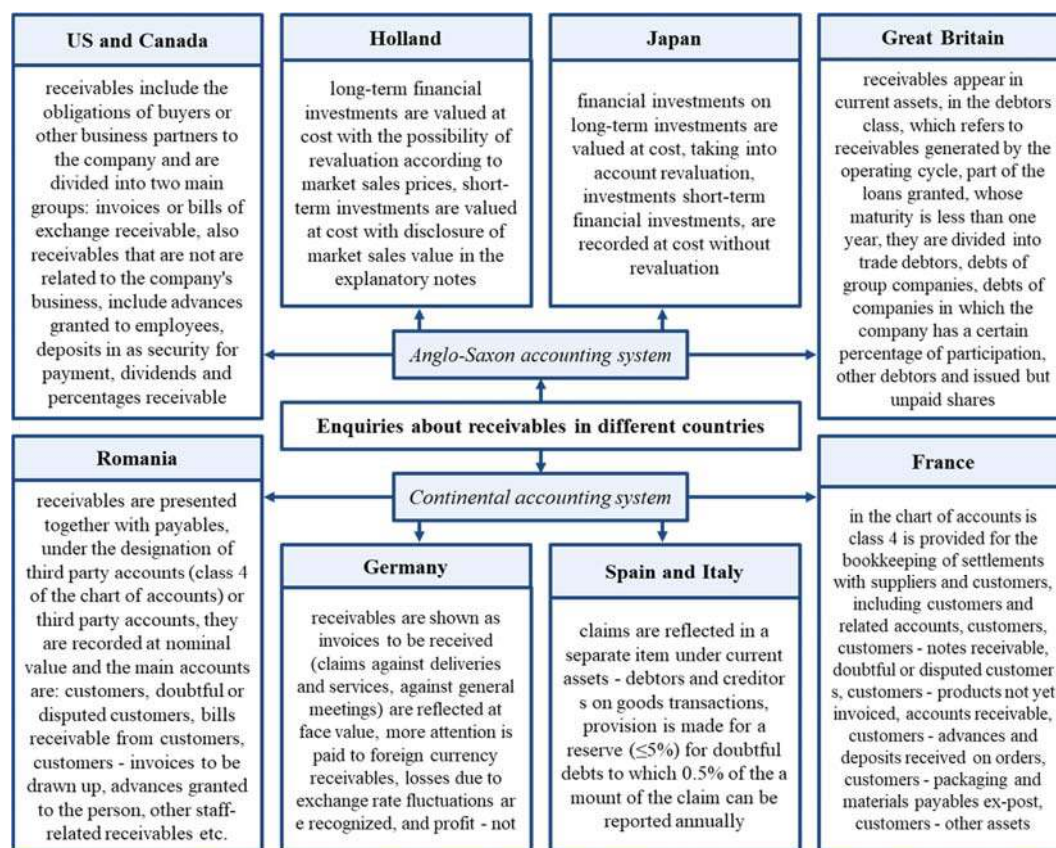 US and Canada
receivables include the
obligations of buyers or
other business partners to
the company and are
divided into two main
groups: invoices or bills of
exchange receivable, also
receivables that are not are
related to the company's
business, include advances
granted to employees,
deposits in as security for
payment, dividends and
percentages receivable
Holland
long-term financial
investments are valued at
cost with the possibility of
revaluation according to
market sales prices, short-
term investments are valued
at cost with disclosure of
market sales value in the
explanatory notes
Japan
financial investments on
long-term investments are
valued at cost, taking into
account revaluation,
investments short-term
financial investments, are
recorded at cost without
revaluation
Great Britain
receivables appear in
current assets, in the debtors
class, which refers to
receivables generated by the
operating cycle, part of the
loans granted, whose
maturity is less than one
year, they are divided into
trade debtors, debts of
group companies, debts of
companies in which the
company has a certain
percentage of participation,
other debtors and issued but
unpaid shares
Anglo-Saxon accounting system
Enquiries about receivables in different countries
Continental accounting system
Romania
receivables are presented
together with payables,
under the designation of
third party accounts (class 4
of the chart of accounts) or
third party accounts, they
are recorded at nominal
value and the main accounts
are: customers, doubtful or
disputed customers, bills
receivable from customers,
customers - invoices to be
drawn up, advances granted
to the person, other staff-
related receivables etc.
Germany
receivables are shown as
invoices to be received
(claims against deliveries
and services, against general
meetings) are reflected at
face value, more attention is
paid to foreign currency
receivables, losses due to
exchange rate fluctuations ar
e recognized, and profit - not
Spain and Italy
claims are reflected in a
separate item under current
assets - debtors and creditor
s on goods transactions,
provision is made for a
reserve (≤5%) for doubtful
debts to which 0.5% of the a
mount of the claim can be
reported annually
France
in the chart of accounts is
class 4 is provided for the
bookkeeping of settlements
with suppliers and customers,
including customers and
related accounts, customers,
customers - notes receivable,
doubtful or disputed customer
s, customers - products not yet
invoiced, accounts receivable,
customers - advances and
deposits received on orders,
customers - packaging and
materials payables ex-post,
customers - other assets